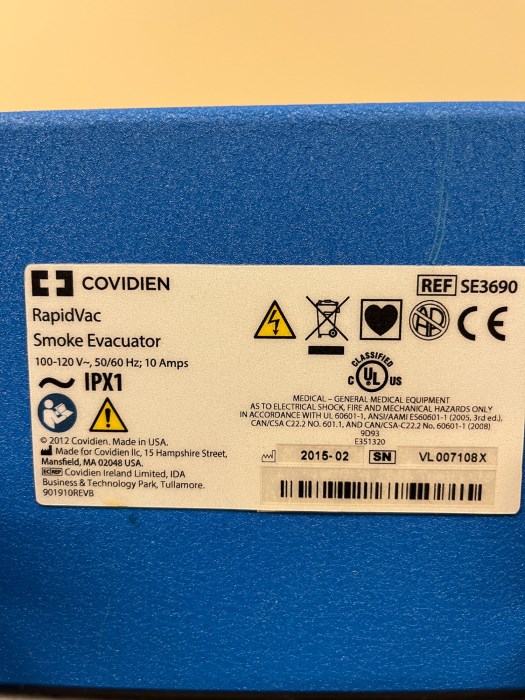 COVIDIEN
REF SE3690
RapidVac
Smoke Evacuator
100-120 V~, 50/60 Hz; 10 Amps
IPX1
CLASSIFIED
C UL US
MEDICAL – GENERAL MEDICAL EQUIPMENT
AS TO ELECTRICAL SHOCK, FIRE AND MECHANICAL HAZARDS ONLY
IN ACCORDANCE WITH UL 60601-1, ANSI/AAMI ES60601-1 (2005, 3rd ed.),
CAN/CSA C22.2 NO. 601.1, AND CAN/CSA-C22.2 No. 60601-1 (2008)
9D93
E351320
© 2012 Covidien. Made in USA.
Made for Covidien llc, 15 Hampshire Street,
Mansfield, MA 02048 USA.
EC REP Covidien Ireland Limited, IDA
Business & Technology Park, Tullamore.
901910REVB
2015-02 SN VL007108X